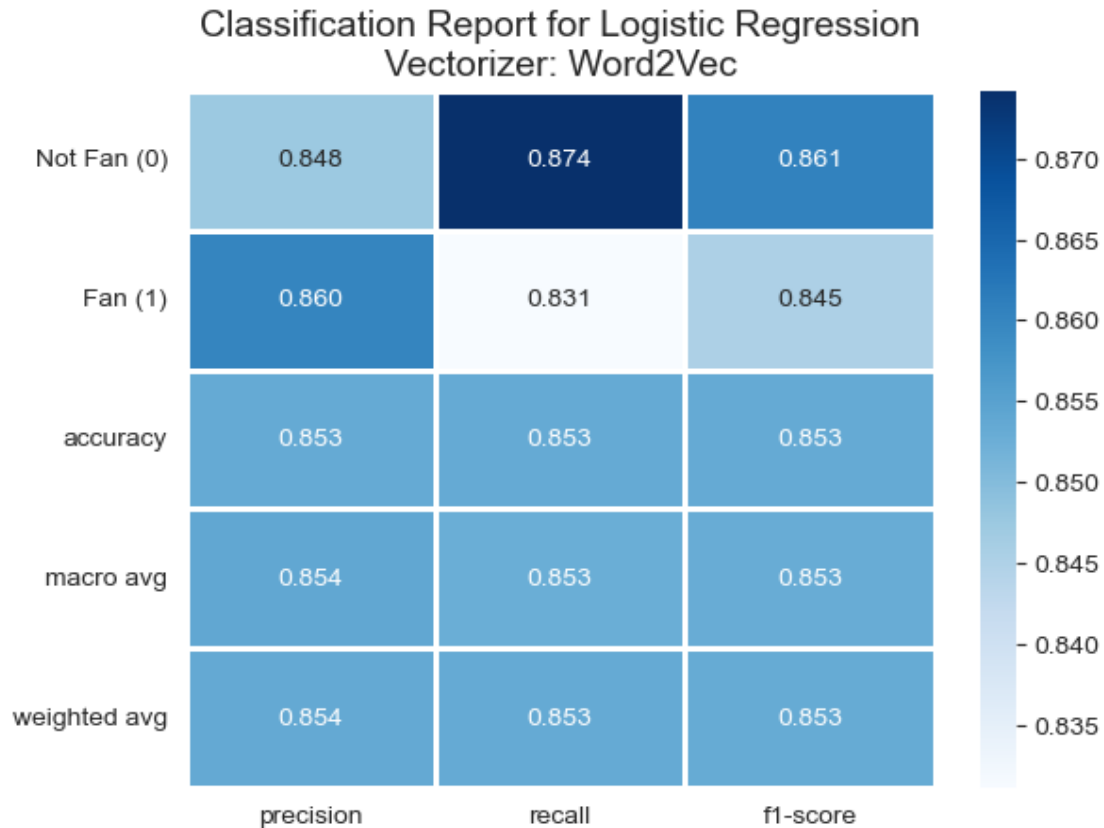 Classification Report for Logistic Regression
Vectorizer: Word2Vec
Not Fan (0) 0.848 0.874 0.861
Fan (1) 0.860 0.831 0.845
accuracy 0.853 0.853 0.853
macro avg 0.854 0.853 0.853
weighted avg 0.854 0.853 0.853
precision recall f1-score
0.870
0.865
0.860
0.855
0.850
0.845
0.840
0.835